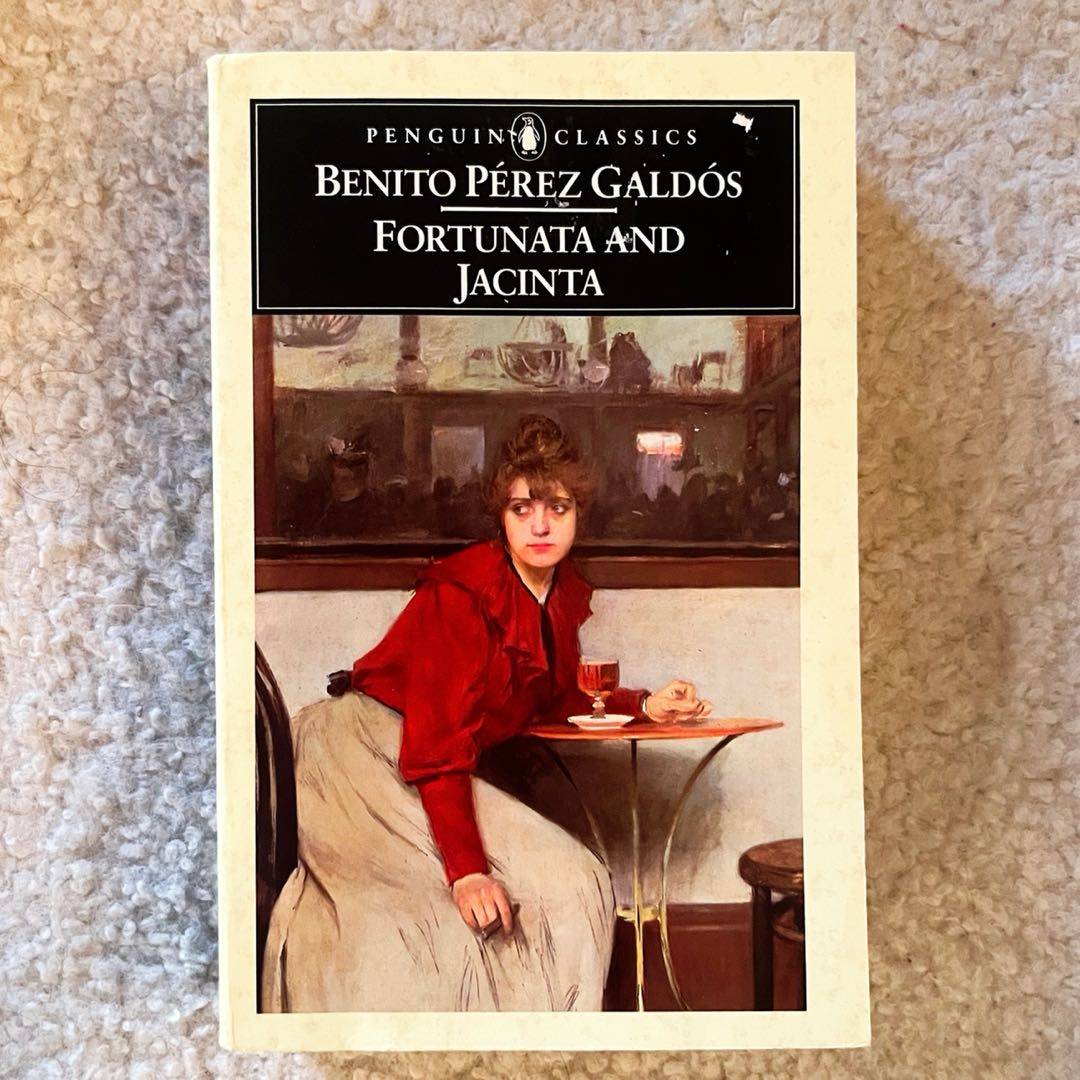 PENGUIN CLASSICS
BENITO PÉREZ GALDÓS
FORTUNATA AND
JACINTA